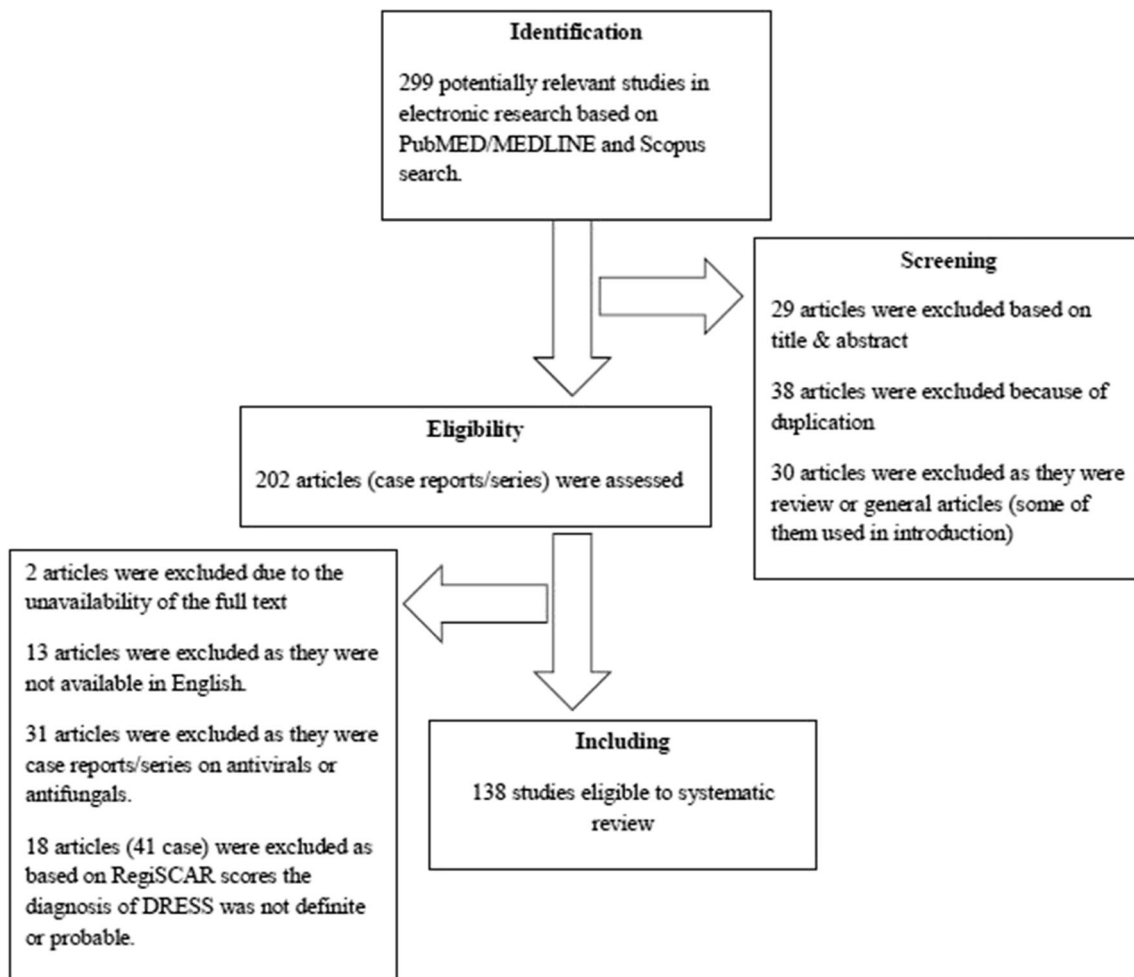 Identification
299 potentially relevant studies in
electronic research based on
PubMED/MEDLINE and Scopus
search.
Screening
29 articles were excluded based on
title & abstract
38 articles were excluded because of
duplication
30 articles were excluded as they were
review or general articles (some of
them used in introduction)
Eligibility
202 articles (case reports/series) were assessed
2 articles were excluded due to the
unavailability of the full text
13 articles were excluded as they were
not available in English.
31 articles were excluded as they were
case reports/series on antivirals or
antifungals.
18 articles (41 case) were excluded as
based on RegiSCAR scores the
diagnosis of DRESS was not definite
or probable.
Including
138 studies eligible to systematic
review